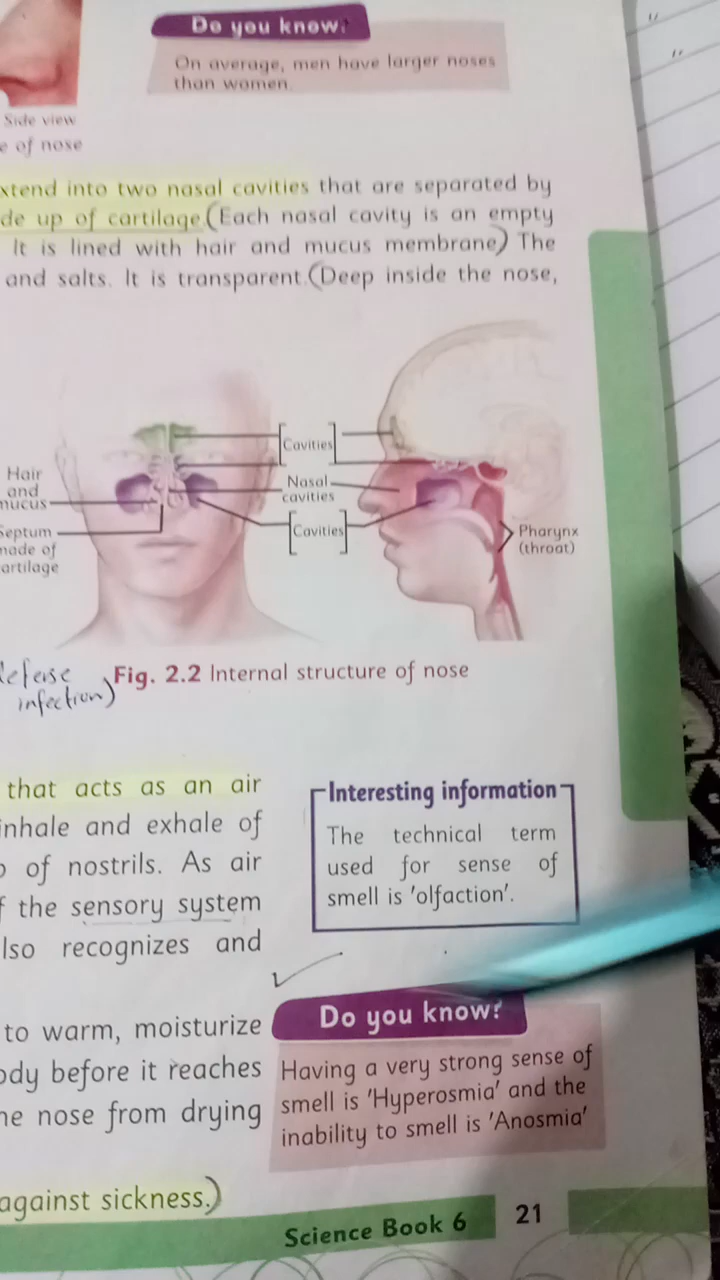 Do you know?
On average, men have larger noses
than women.
Side view
e of nose
xtend into two nasal cavities that are separated by
de up of cartilage.(Each nasal cavity is an empty
It is lined with hair and mucus membrane) The
and salts. It is transparent.(Deep inside the nose,
Cavities
Hair
and
mucus
Nasal
cavities
Septum
made of
artilage
Cavities
Pharynx
(throat)
defense
infection)
Fig. 2.2 Internal structure of nose
that acts as an air
inhale and exhale of
of nostrils. As air
f the sensory system
lso recognizes and
Interesting information
The technical term
used for sense of
smell is 'olfaction'.
to warm, moisturize
ody before it reaches
he nose from drying
against sickness.)
Do you know?
Having a very strong sense of
smell is 'Hyperosmia' and the
inability to smell is 'Anosmia'
Science Book 6
21